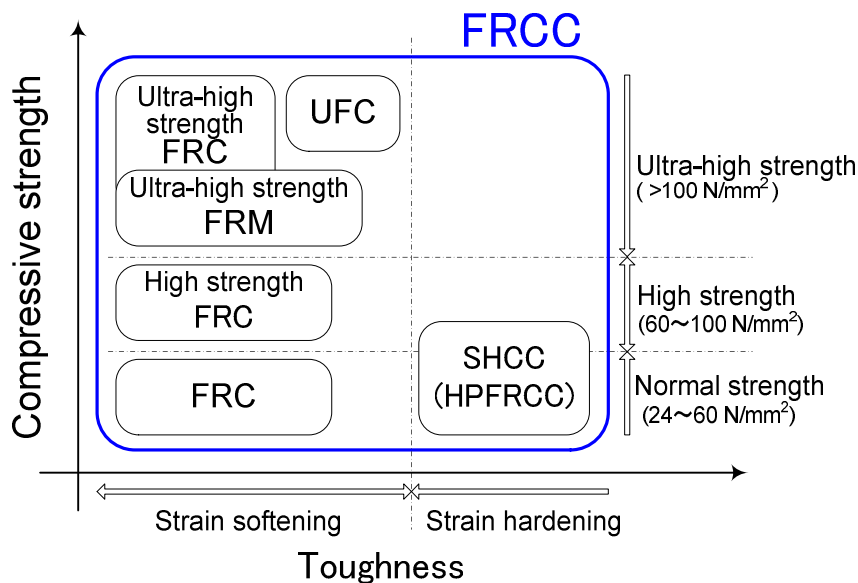 FRCC
Compressive strength
Ultra-high
strength
FRC
UFC
Ultra-high strength
FRM
High strength
FRC
FRC
SHCC
(HPFRCC)
Ultra-high strength
( >100 N/mm²)
High strength
(60～100 N/mm²)
Normal strength
(24～60 N/mm²)
Strain softening
Strain hardening
Toughness